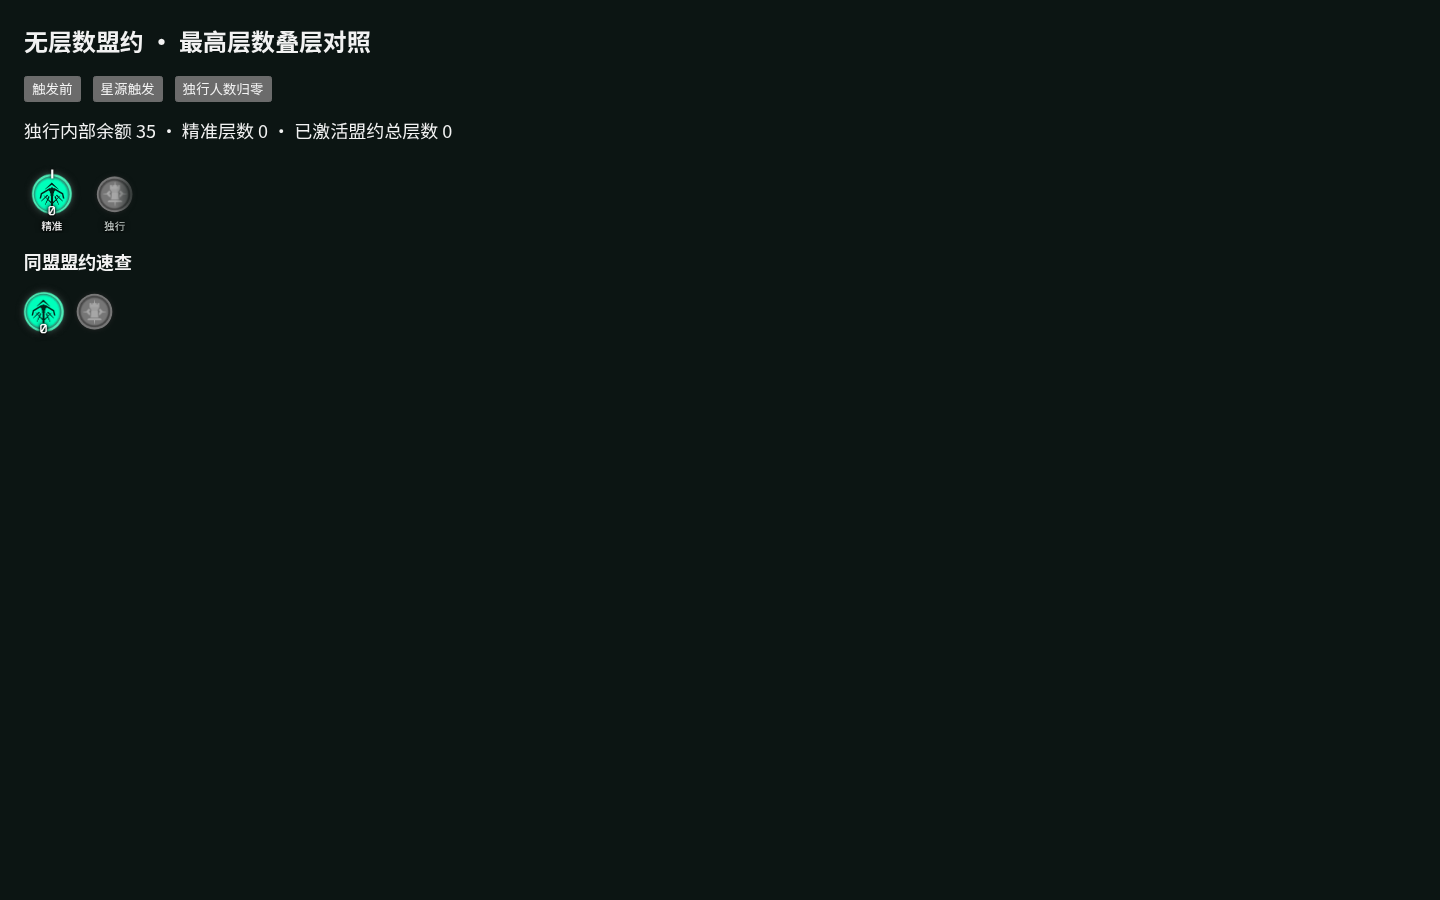 无层数盟约 · 最高层数叠层对照
触发前 星源触发 独行人数归零
独行内部余额 35 · 精准层数 0 · 已激活盟约总层数 0
I
0
精准 独行
同盟盟约速查
0